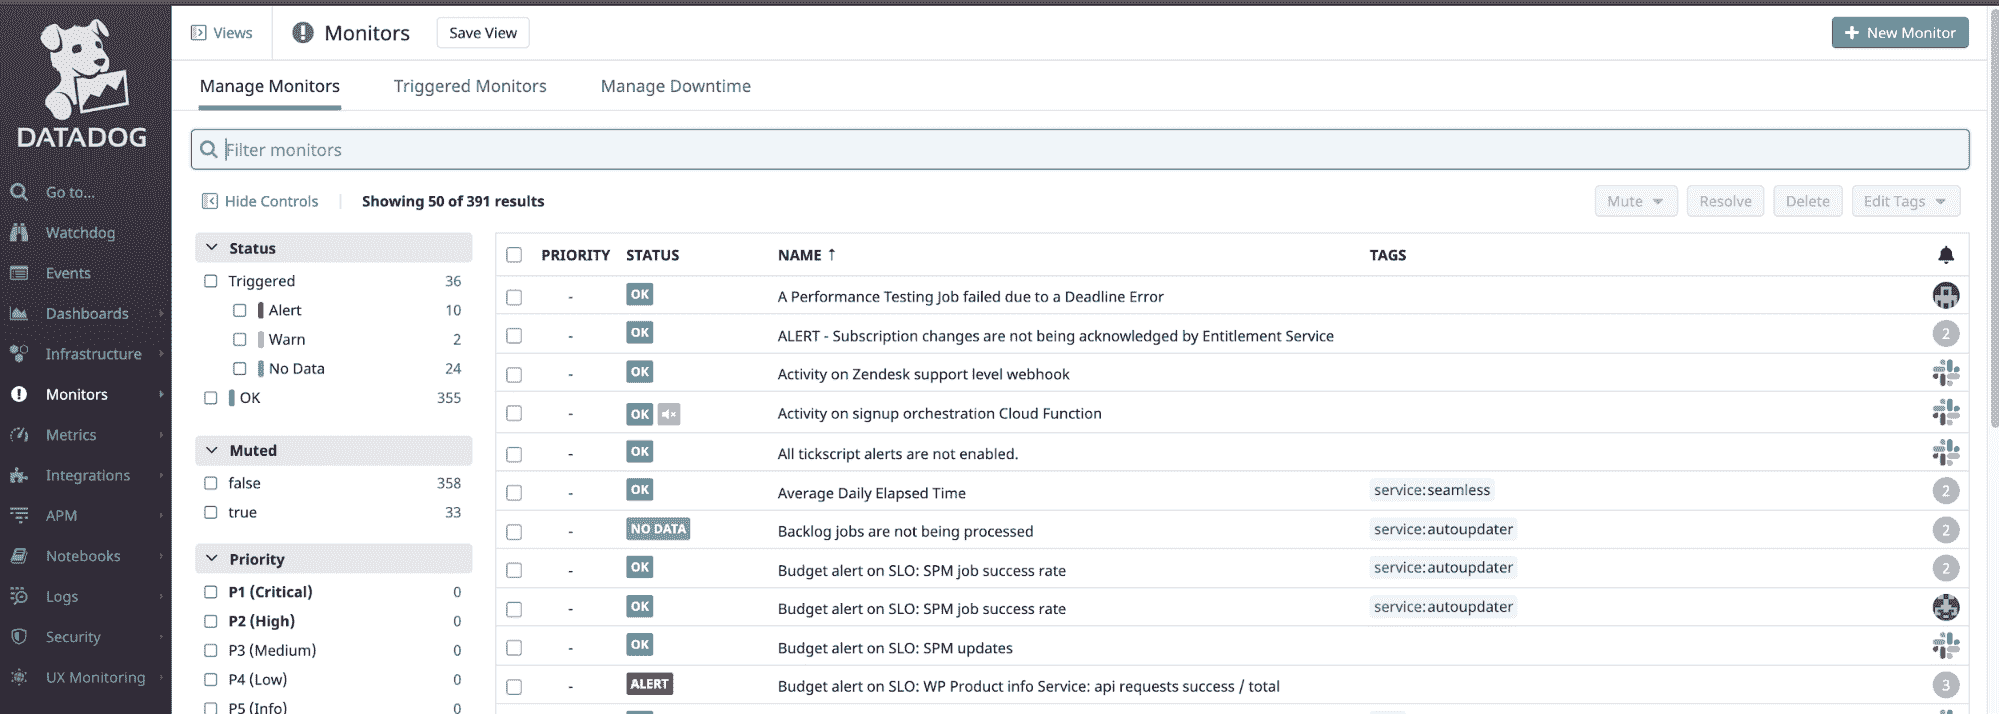 DATADOG
Go to...
Watchdog
Events
Dashboards
Infrastructure
Monitors
Metrics
Integrations
APM
Notebooks
Logs
Security
UX Monitoring
Views
Monitors
Save View
+ New Monitor
Manage Monitors
Triggered Monitors
Manage Downtime
Filter monitors
Hide Controls
Showing 50 of 391 results
Mute
Resolve
Delete
Edit Tags
Status
Triggered 36
Alert 10
Warn 2
No Data 24
OK 355
Muted
false 358
true 33
Priority
P1 (Critical) 0
P2 (High) 0
P3 (Medium) 0
P4 (Low) 0
P5 (Info) 0
PRIORITY STATUS NAME ↑ TAGS
- OK A Performance Testing Job failed due to a Deadline Error
- OK ALERT - Subscription changes are not being acknowledged by Entitlement Service 2
- OK Activity on Zendesk support level webhook
- OK Activity on signup orchestration Cloud Function
- OK All tickscript alerts are not enabled.
- OK Average Daily Elapsed Time service:seamless 2
- NO DATA Backlog jobs are not being processed service:autoupdater 2
- OK Budget alert on SLO: SPM job success rate service:autoupdater 2
- OK Budget alert on SLO: SPM job success rate service:autoupdater
- OK Budget alert on SLO: SPM updates
- ALERT Budget alert on SLO: WP Product info Service: api requests success / total 3